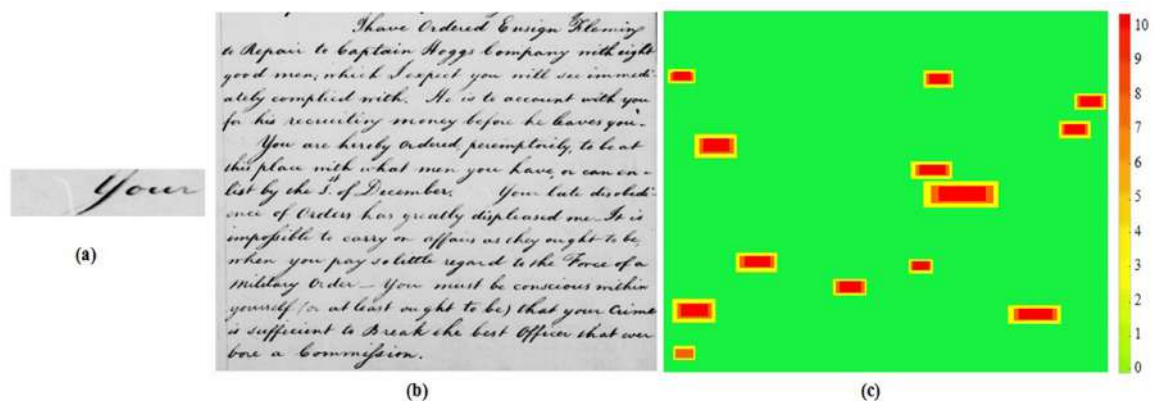 Your
(a)
I have Ordered Ensign Fleming
to Repair to Captain Hoggs Company with eight
good men, which I expect you will see immedi-
ately complied with. He is to account with you
for his recruiting money before he leaves you.
You are hereby Ordered, peremptorily, to be at
this place with what men you have, or can en-
list by the 1st of December. Your late disobedi-
ence of Orders has greatly displeased me_ It is
impossible to carry on affairs as they ought to be,
when you pay so little regard to the Force of a
Military Order_ You must be conscious within
yourself (or at least ought to be) that your Crime
is sufficient to Break the best Officer that ever
bore a Commission.
(b)
(c)
10
9
8
7
6
5
4
3
2
1
0